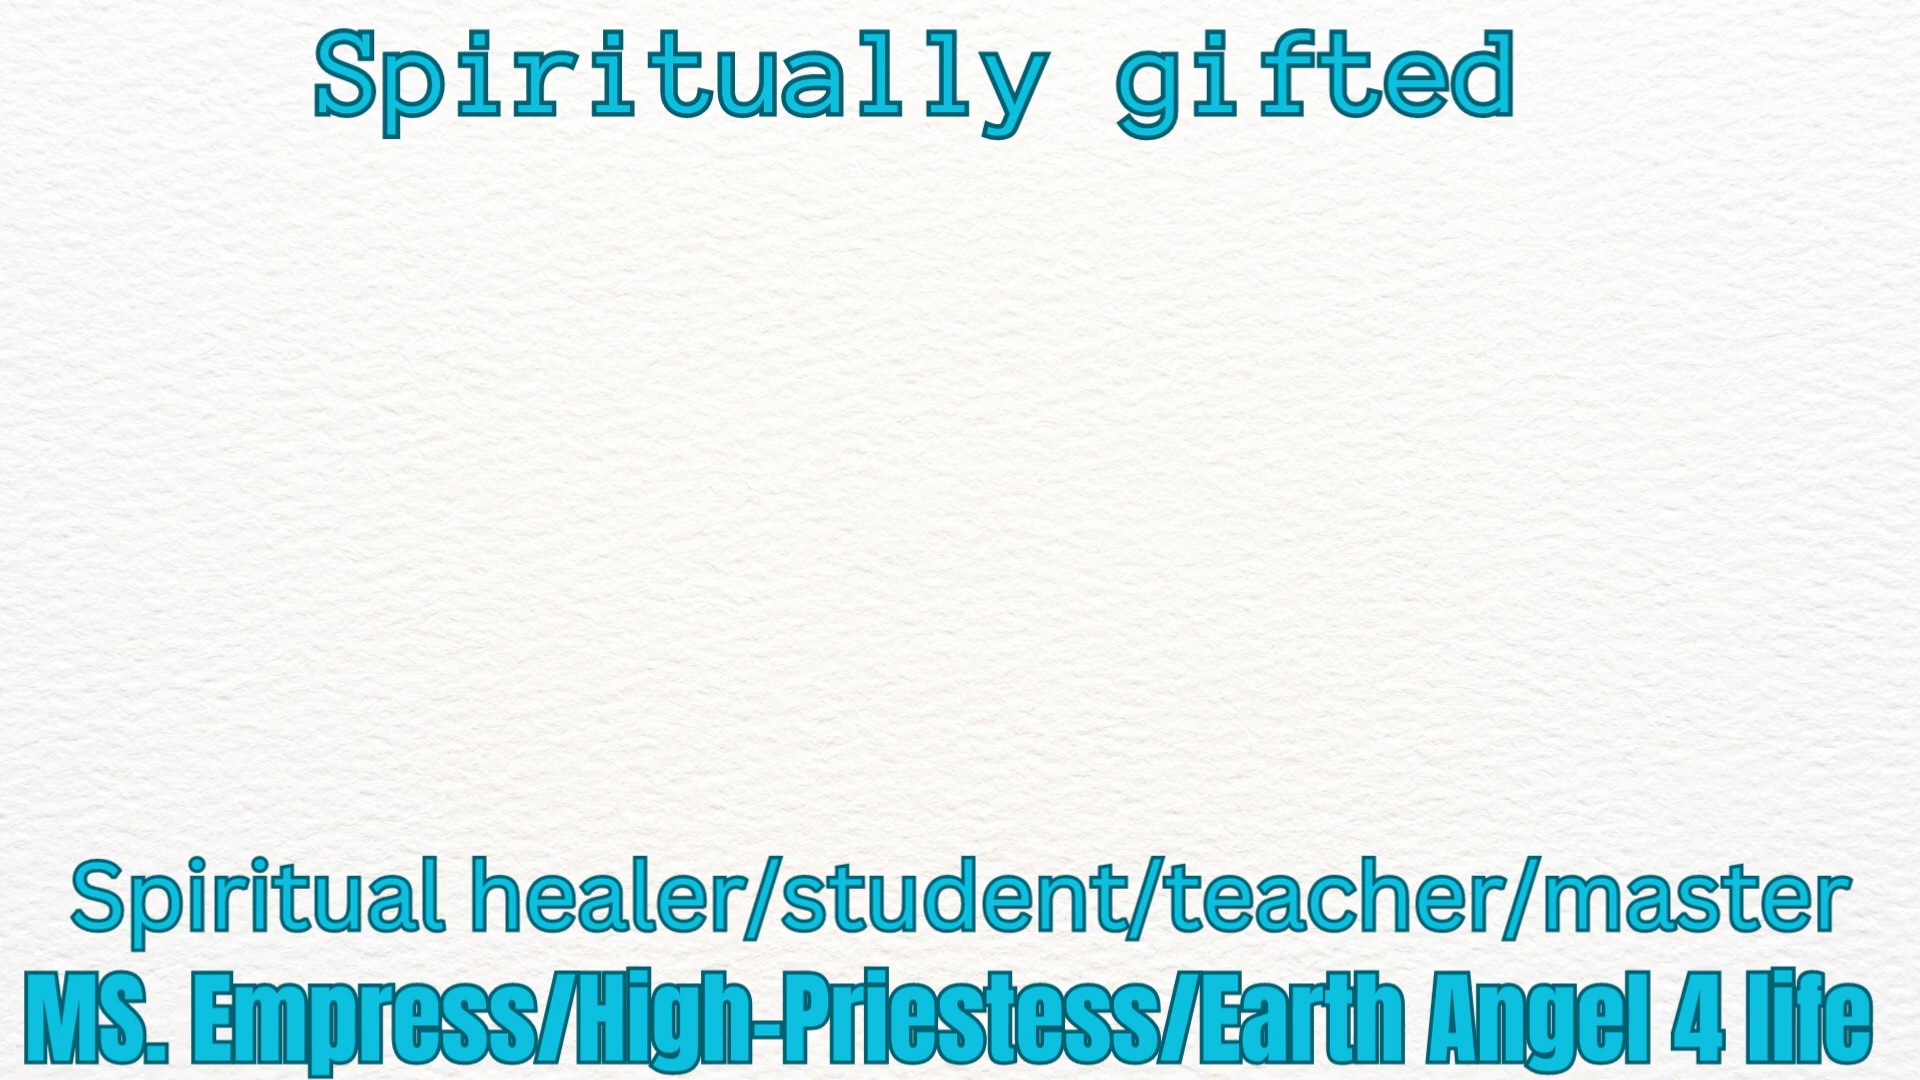 Spiritually gifted
Spiritual healer/student/teacher/master
MS. Empress/High-Priestess/Earth Angel 4 life